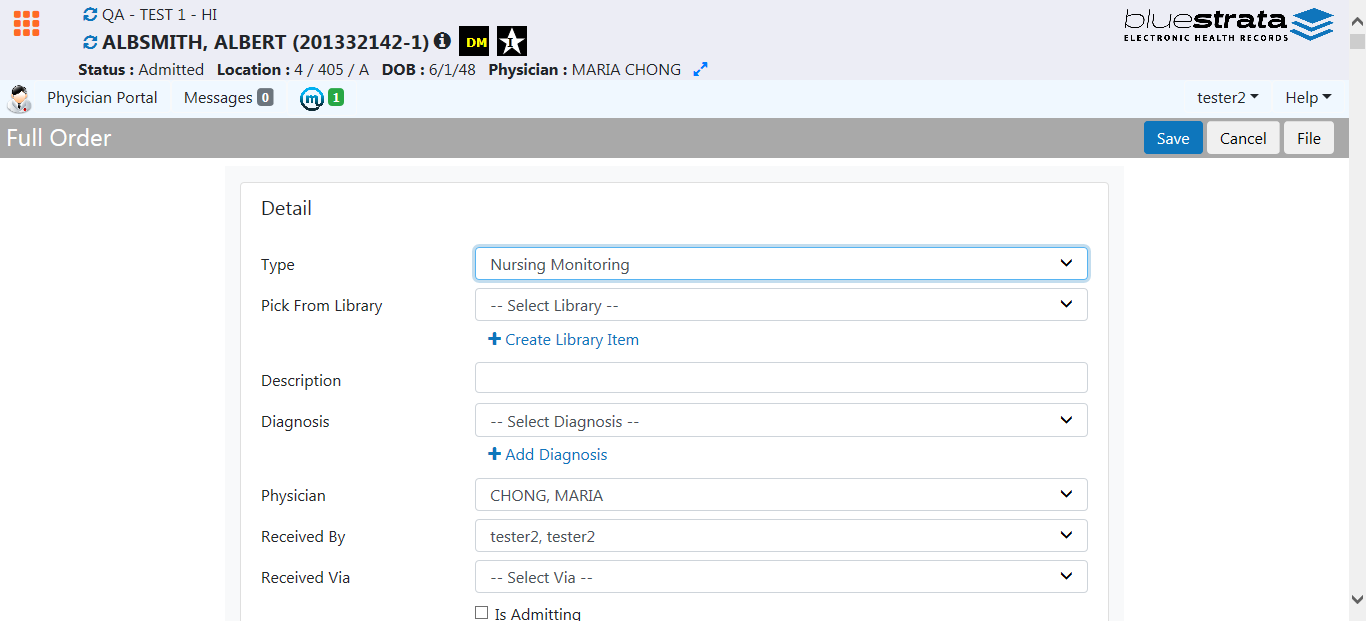 QA - TEST 1 - HI
ALBSMITH, ALBERT (201332142-1) DM 1
Status : Admitted Location : 4 / 405 / A DOB : 6/1/48 Physician : MARIA CHONG
bluestrata
ELECTRONIC HEALTH RECORDS
Physician Portal Messages 0 m 1 tester2 Help
Full Order Save Cancel File
Detail
Type Nursing Monitoring
Pick From Library -- Select Library --
Create Library Item
Description
Diagnosis -- Select Diagnosis --
Add Diagnosis
Physician CHONG, MARIA
Received By tester2, tester2
Received Via -- Select Via --
Is Admitting